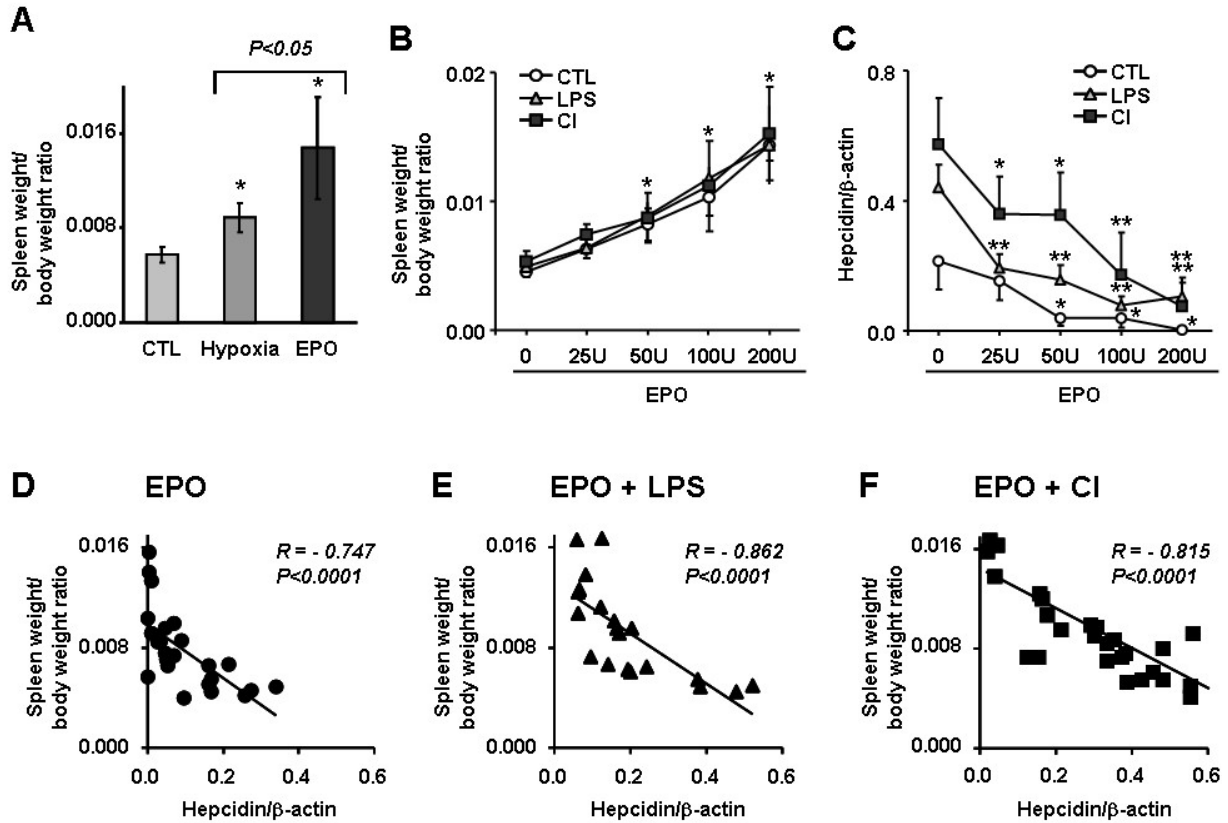 A
P<0.05
*
*
0.016
0.008
0.000
Spleen weight/
body weight ratio
CTL Hypoxia EPO
B
CTL
LPS
CI
*
*
*
0.02
0.01
0.00
Spleen weight/
body weight ratio
0 25U 50U 100U 200U
EPO
C
CTL
LPS
CI
0.8
0.4
0.0
Hepcidin/β-actin
* * ** **
** ** ** **
* * *
0 25U 50U 100U 200U
EPO
D EPO
R = - 0.747
P<0.0001
0.016
0.008
0.000
Spleen weight/
body weight ratio
0.0 0.2 0.4 0.6
Hepcidin/β-actin
E EPO + LPS
R = - 0.862
P<0.0001
0.016
0.008
0.000
Spleen weight/
body weight ratio
0.0 0.2 0.4 0.6
Hepcidin/β-actin
F EPO + CI
R = - 0.815
P<0.0001
0.016
0.008
0.000
Spleen weight/
body weight ratio
0.0 0.2 0.4 0.6
Hepcidin/β-actin